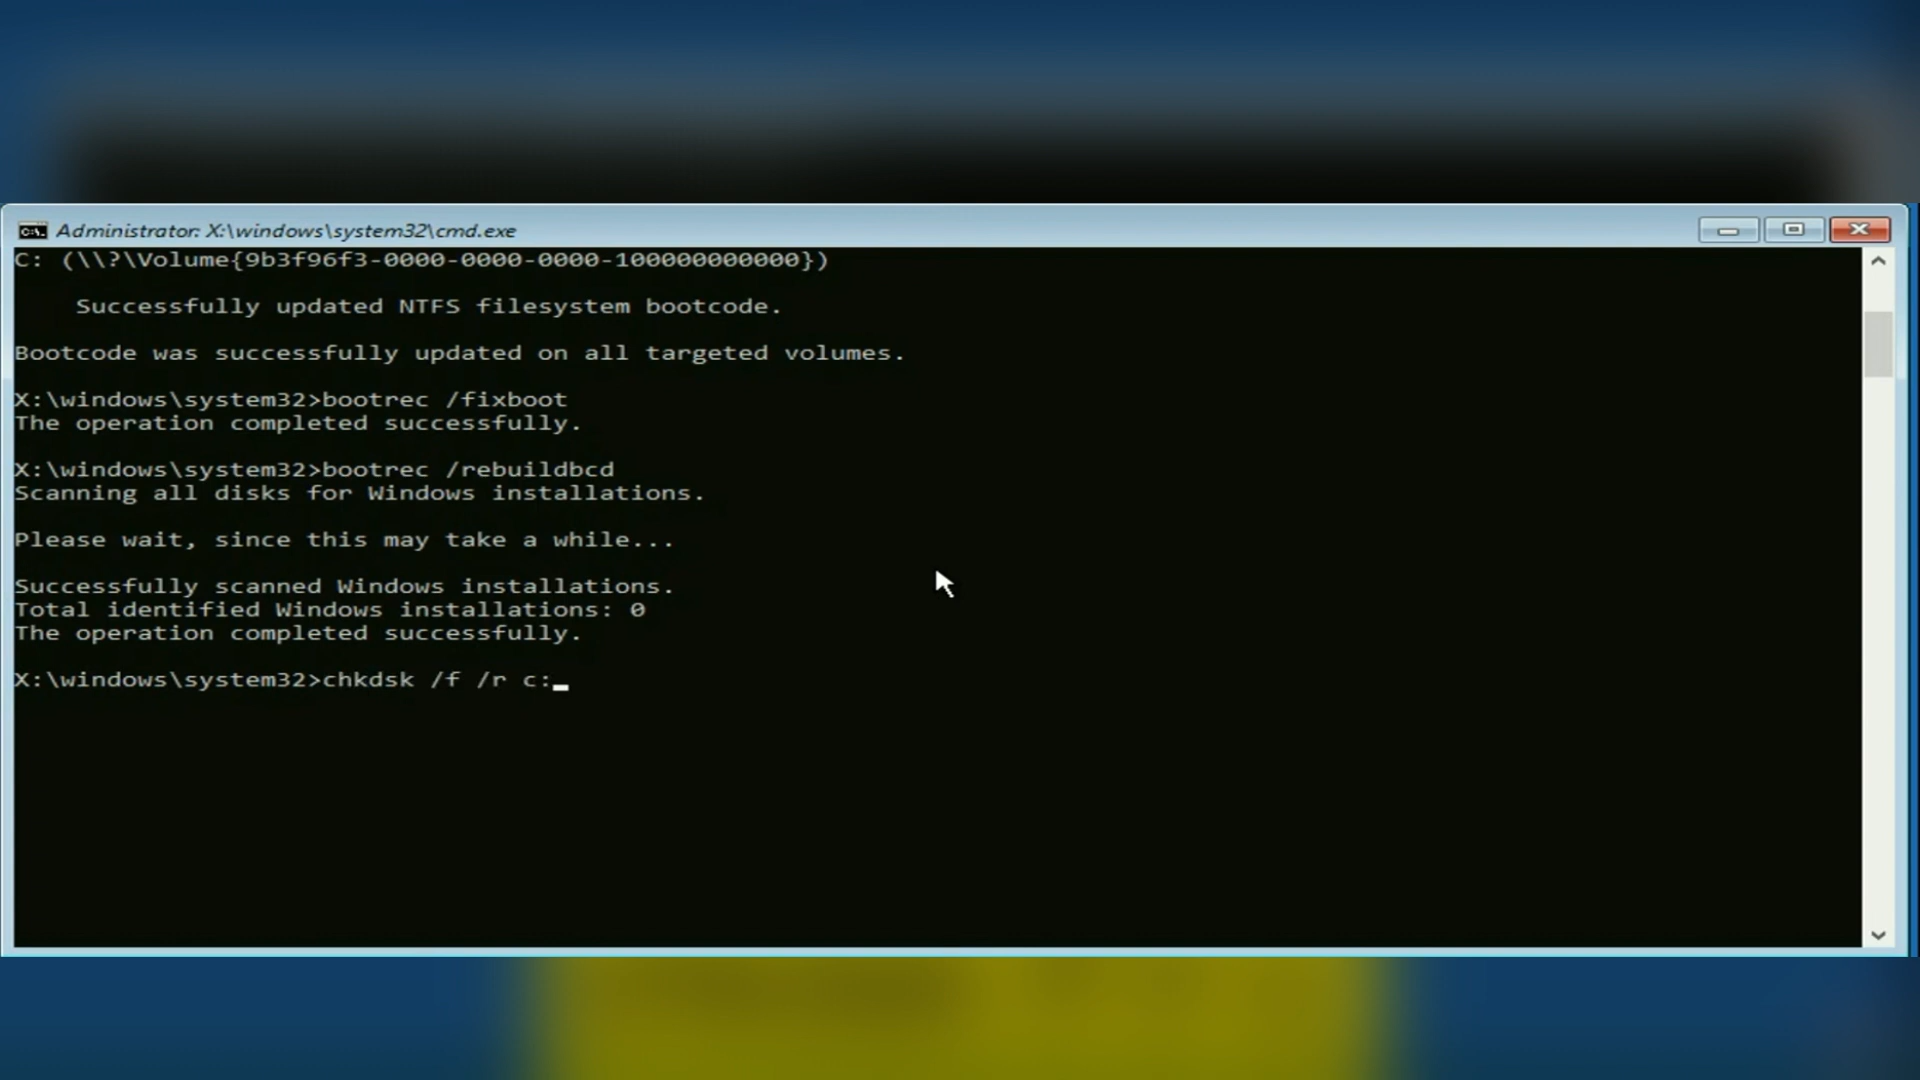 Administrator: X:\windows\system32\cmd.exe
C: (\\?\Volume{9b3f96f3-0000-0000-0000-100000000000})
Successfully updated NTFS filesystem bootcode.
Bootcode was successfully updated on all targeted volumes.
X:\windows\system32>bootrec /fixboot
The operation completed successfully.
X:\windows\system32>bootrec /rebuildbcd
Scanning all disks for Windows installations.
Please wait, since this may take a while...
Successfully scanned Windows installations.
Total identified Windows installations: 0
The operation completed successfully.
X:\windows\system32>chkdsk /f /r c: